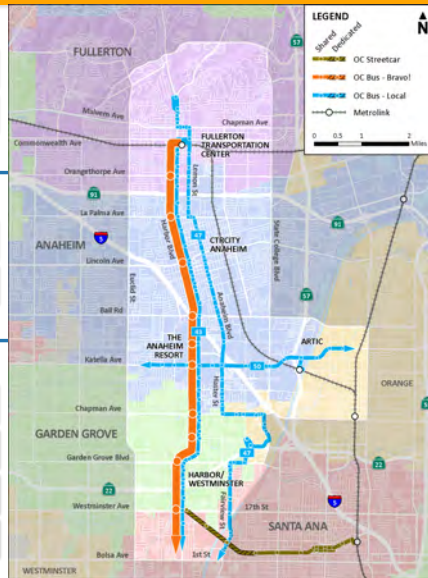 LEGEND
N
Shared
Dedicated
OC Streetcar
OC Bus - Bravo!
OC Bus - Local
Metrolink
0 0.5 1 2
Miles
FULLERTON
57
Malvern Ave
Chapman Ave
Commonwealth Ave
FULLERTON
TRANSPORTATION
CENTER
Orangethorpe Ave
Lemon St
91
91
La Palma Ave
State College Blvd
ANAHEIM
5
Harbor Blvd
47
CTRCITY
ANAHEIM
57
Lincoln Ave
Euclid St
Anaheim Blvd
Ball Rd
THE
ANAHEIM
RESORT
43
ARTIC
Katella Ave
50
Haster St
ORANGE
Chapman Ave
GARDEN GROVE
47
Garden Grove Blvd
22
HARBOR/
WESTMINSTER
22
Fairview St
5
Westminster Ave
17th St
SANTA ANA
Bolsa Ave
1st St
WESTMINSTER